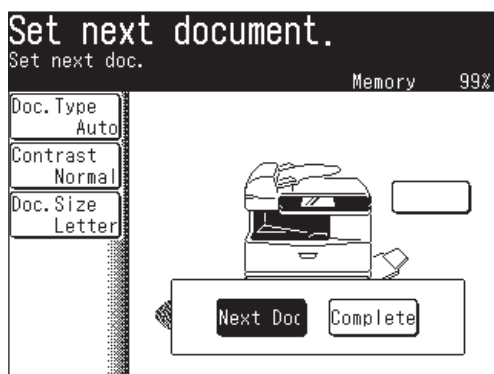 Set next document.
Set next doc.
Memory 99%
Doc.Type
Auto
Contrast
Normal
Doc.Size
Letter
Next Doc Complete